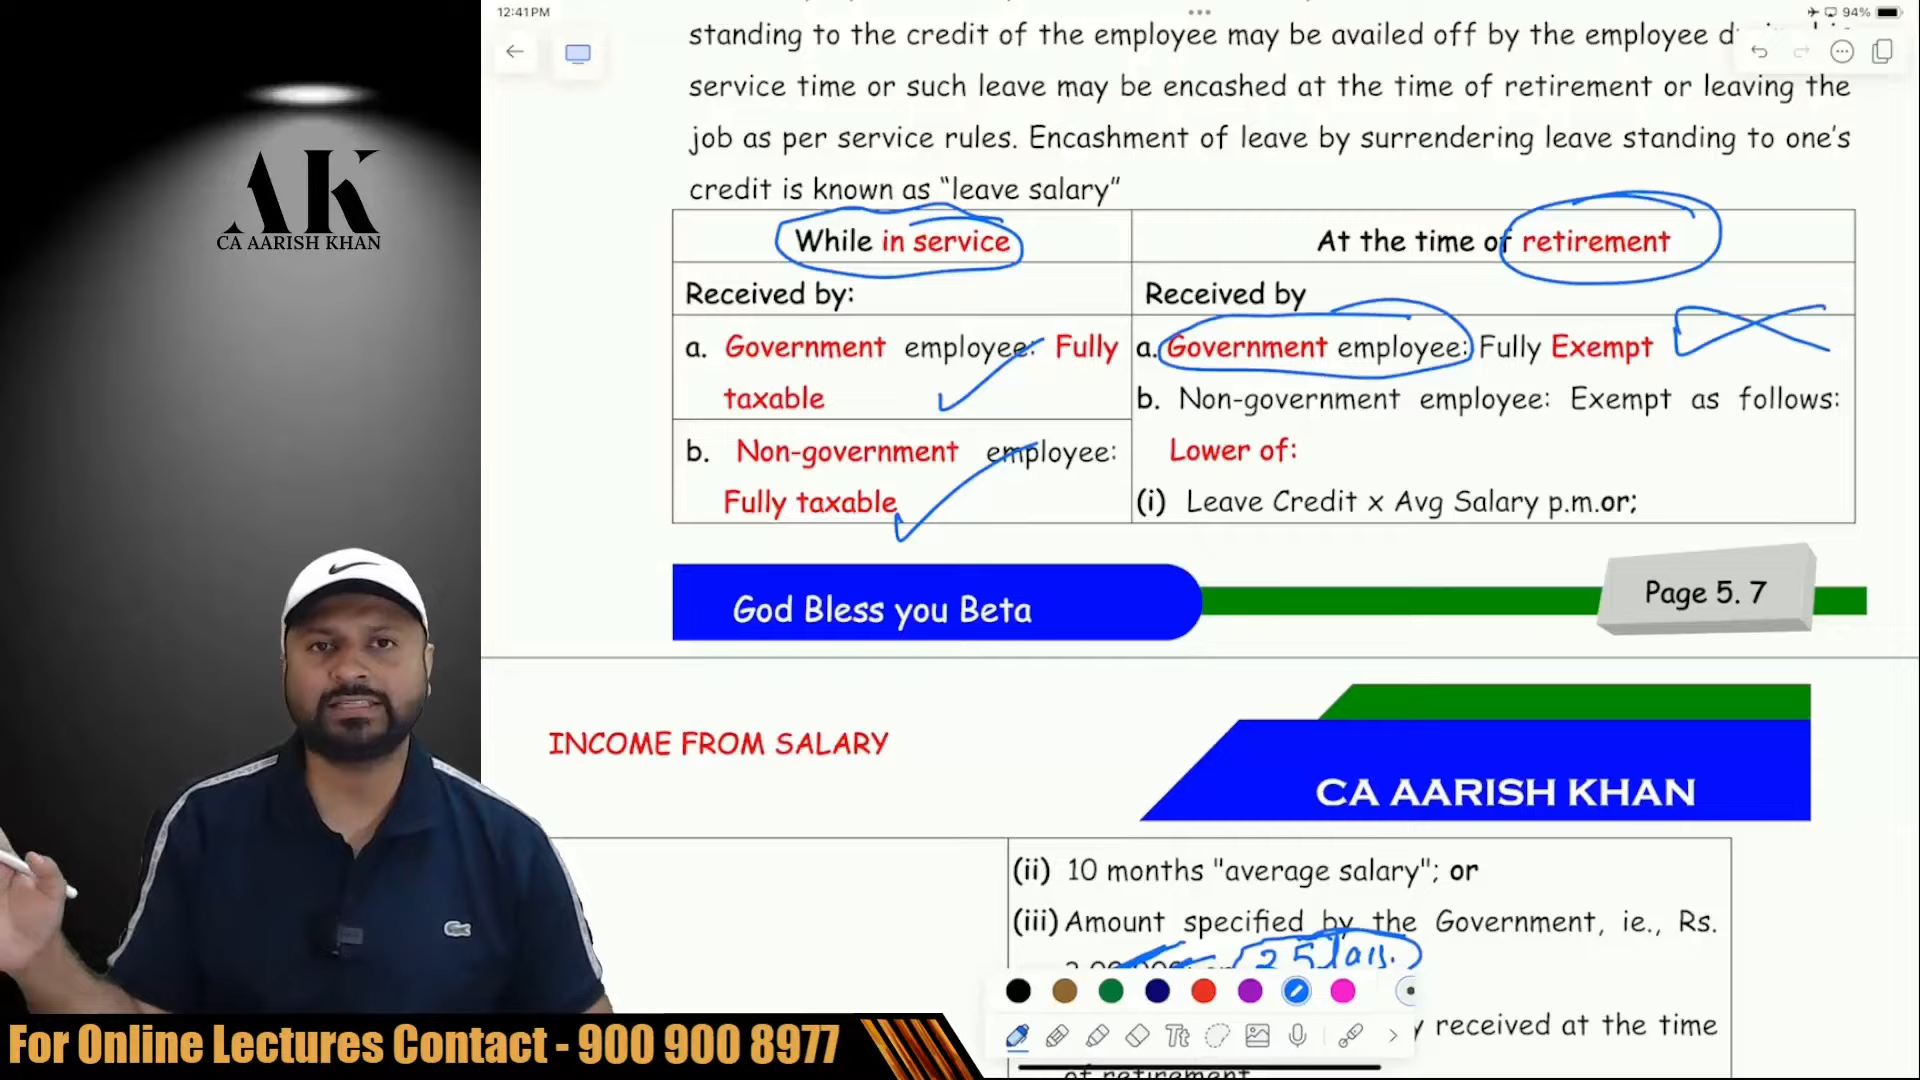 12:41PM
94%
standing to the credit of the employee may be availed off by the employee
service time or such leave may be encashed at the time of retirement or leaving the
job as per service rules. Encashment of leave by surrendering leave standing to one's
credit is known as “leave salary”
While in service
At the time of retirement
Received by:
Received by
a. Government employee: Fully
taxable
a. Government employee: Fully Exempt
b. Non-government employee: Exempt as follows:
Lower of:
b. Non-government employee:
Fully taxable
(i) Leave Credit x Avg Salary p.m.or;
AK
CA AARISH KHAN
God Bless you Beta
Page 5. 7
INCOME FROM SALARY
CA AARISH KHAN
(ii) 10 months "average salary"; or
(iii) Amount specified by the Government, ie., Rs.
25 lacs.
Tt
received at the time
of retirement
For Online Lectures Contact - 900 900 8977